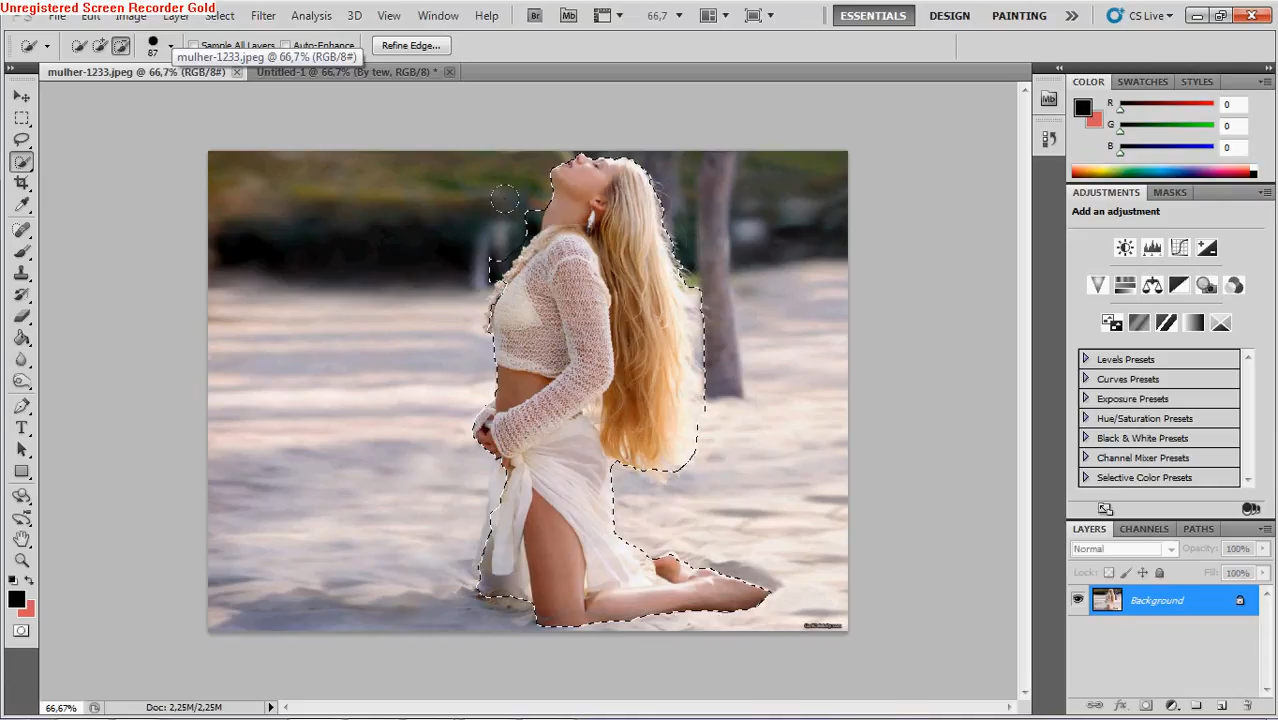 Unregistered Screen Recorder Gold
Edit Image Layer Select Filter Analysis 3D View Window Help Br Mb 66,7 ESSENTIALS DESIGN PAINTING CS Live
87 Sample All Layers Auto-Enhance Refine Edge...
mulher-1233.jpeg @ 66,7% (RGB/8#)
mulher-1233.jpeg @ 66,7% (RGB/8#) Untitled-1 @ 66,7% (By tew, RGB/8) *
COLOR SWATCHES STYLES
Mb
R 0
G 0
B 0
ADJUSTMENTS MASKS
Add an adjustment
Levels Presets
Curves Presets
Exposure Presets
Hue/Saturation Presets
Black & White Presets
Channel Mixer Presets
Selective Color Presets
LAYERS CHANNELS PATHS
Normal Opacity: 100%
Lock: Fill: 100%
Background
66,67% Doc: 2,25M/2,25M